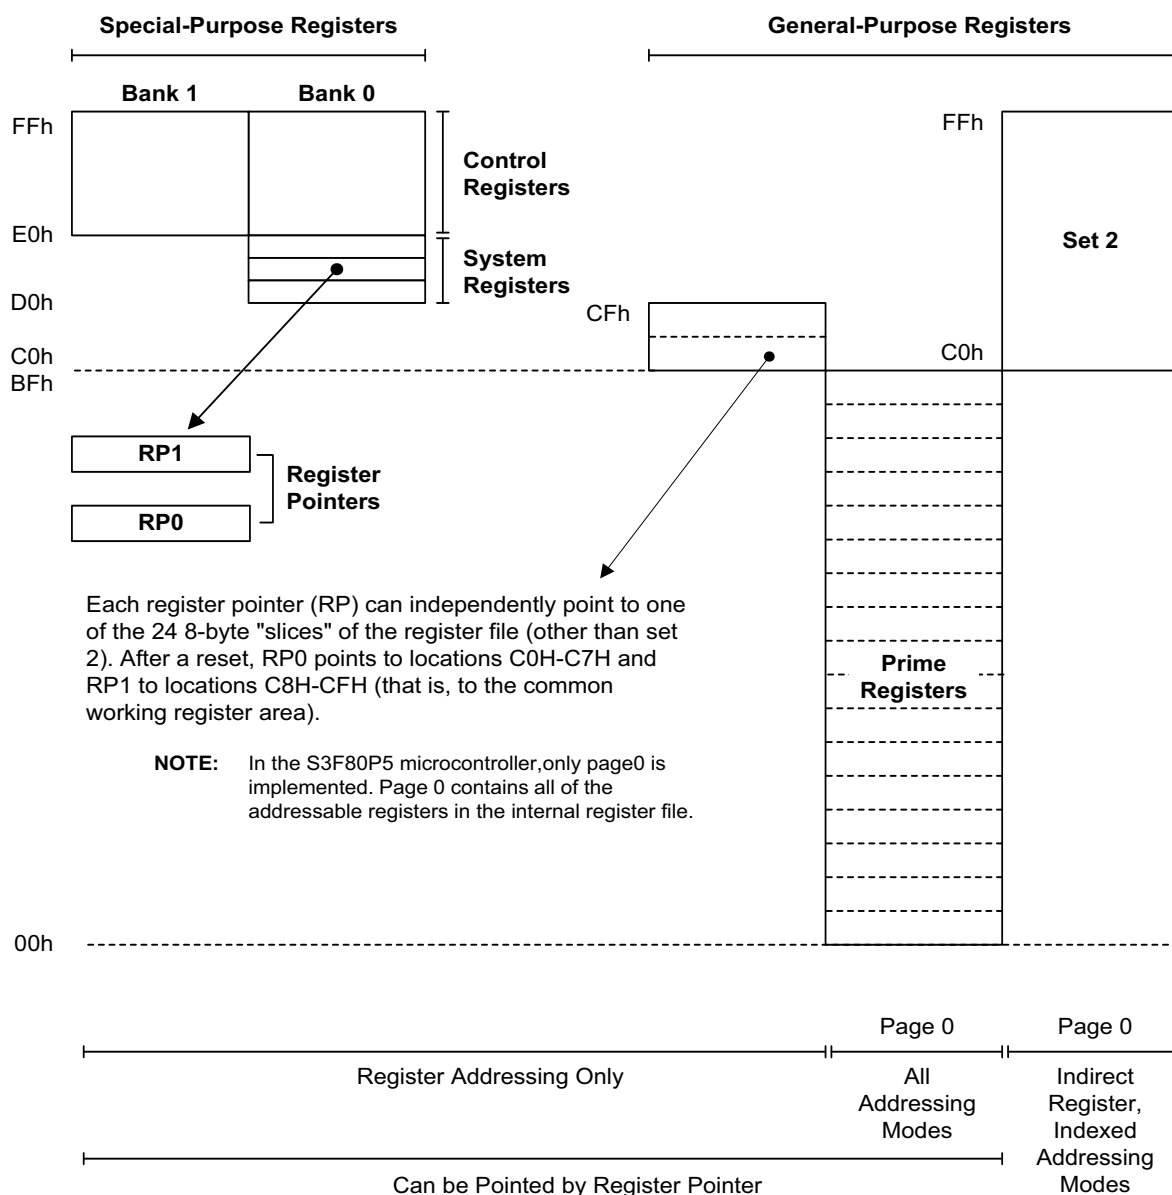 Special-Purpose Registers
General-Purpose Registers
Bank 1
Bank 0
FFh
FFh
Control
Registers
E0h
Set 2
System
Registers
D0h
CFh
C0h
C0h
BFh
RP1
Register
Pointers
RP0
Each register pointer (RP) can independently point to one
of the 24 8-byte "slices" of the register file (other than set
2). After a reset, RP0 points to locations C0H-C7H and
RP1 to locations C8H-CFH (that is, to the common
working register area).
Prime
Registers
NOTE: In the S3F80P5 microcontroller,only page0 is
implemented. Page 0 contains all of the
addressable registers in the internal register file.
00h
Page 0
Page 0
Register Addressing Only
All
Addressing
Modes
Indirect
Register,
Indexed
Addressing
Modes
Can be Pointed by Register Pointer